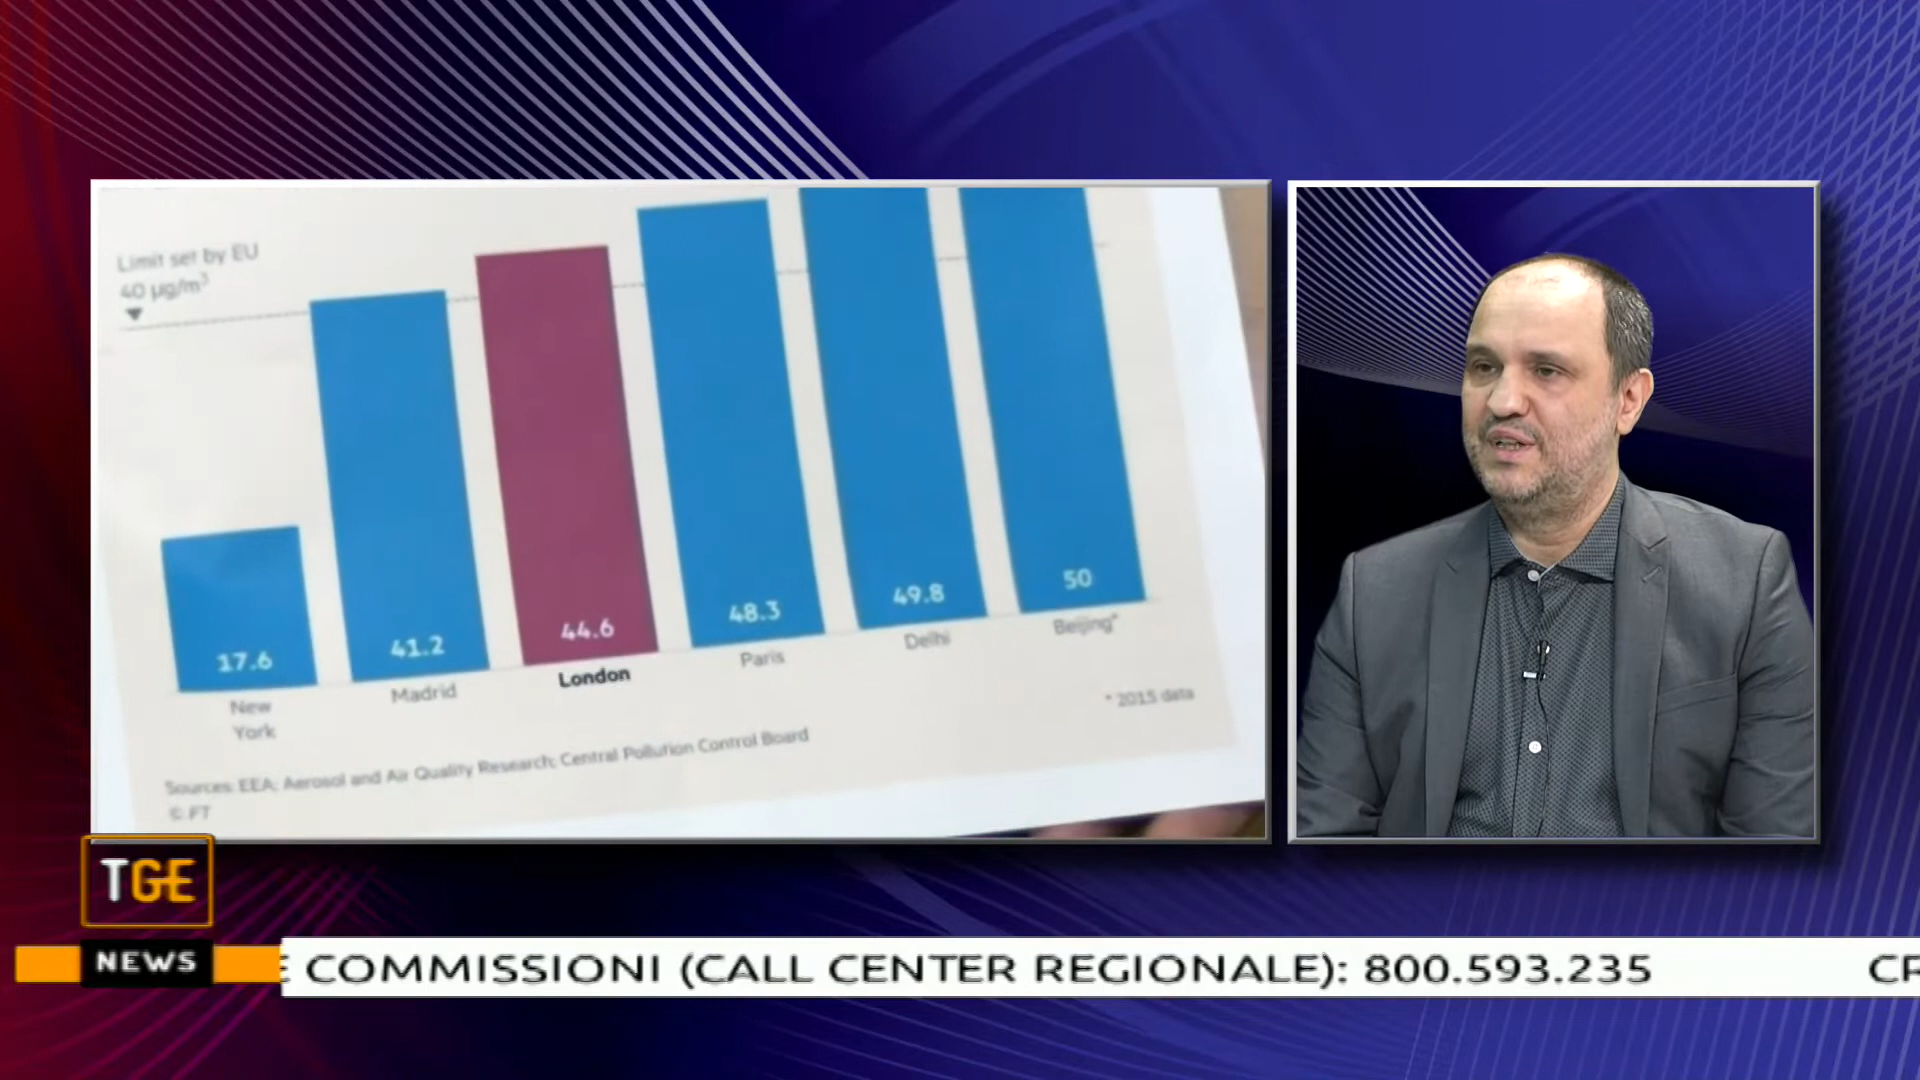 Limit set by EU
40 µg/m³
17.6
41.2
44.6
48.3
49.8
50
New
York
Madrid
London
Paris
Delhi
Beijing*
* 2015 data
Sources: EEA; Aerosol and Air Quality Research; Central Pollution Control Board
© FT
TGE
NEWS
E COMMISSIONI (CALL CENTER REGIONALE): 800.593.235 CR